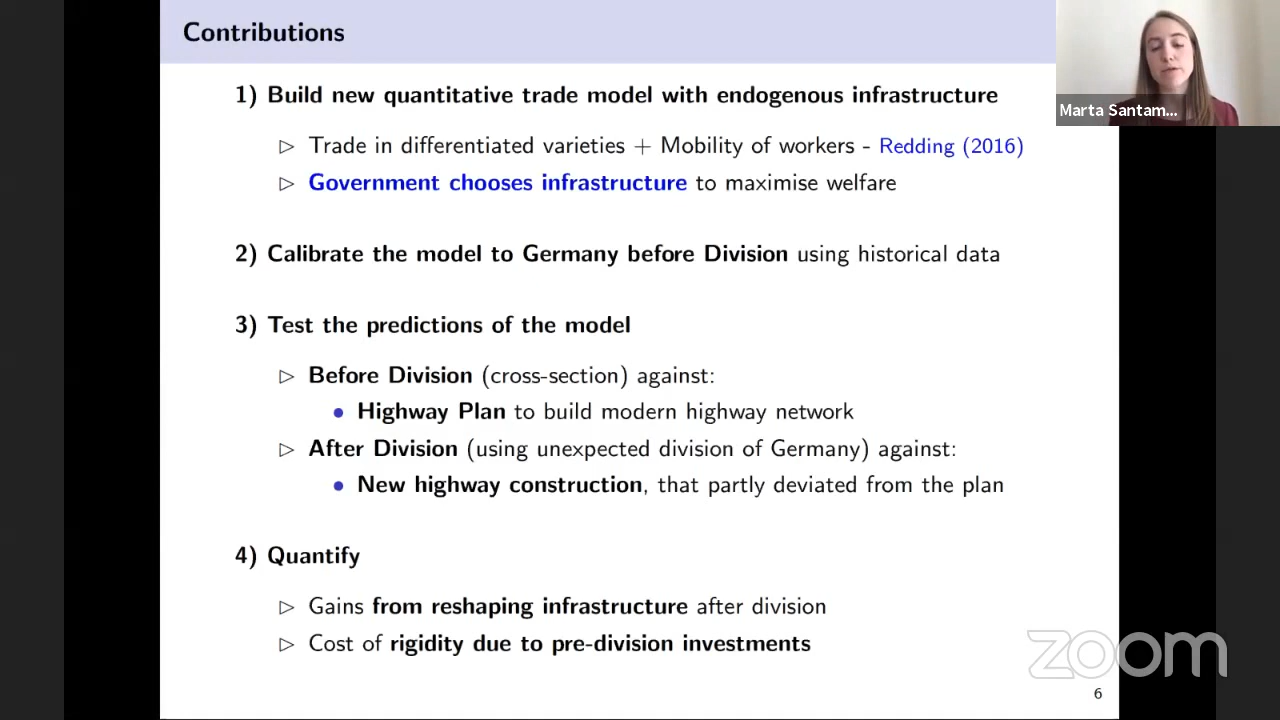 Contributions
1) Build new quantitative trade model with endogenous infrastructure
▷ Trade in differentiated varieties + Mobility of workers - Redding (2016)
▷ Government chooses infrastructure to maximise welfare
2) Calibrate the model to Germany before Division using historical data
3) Test the predictions of the model
▷ Before Division (cross-section) against:
• Highway Plan to build modern highway network
▷ After Division (using unexpected division of Germany) against:
• New highway construction, that partly deviated from the plan
4) Quantify
▷ Gains from reshaping infrastructure after division
▷ Cost of rigidity due to pre-division investments
6
Marta Santam...
zoom